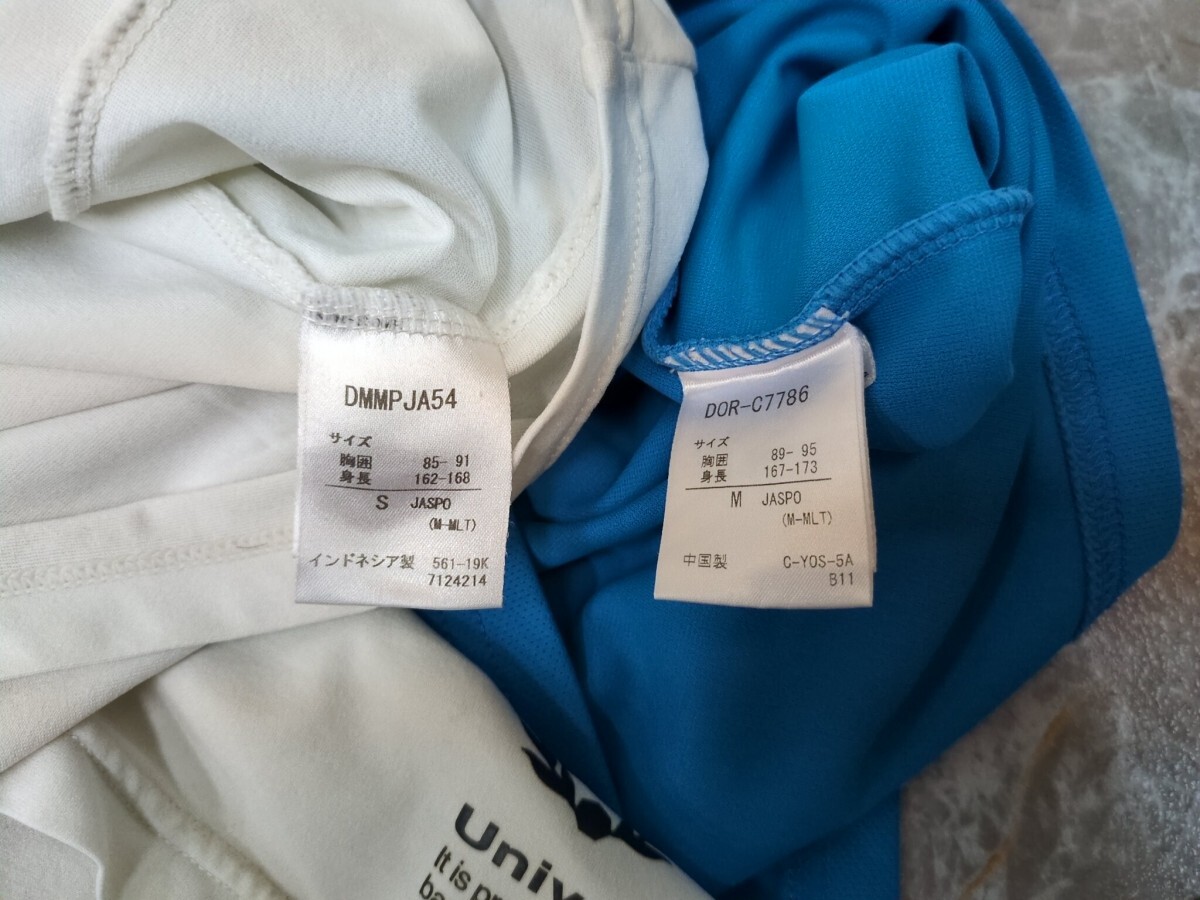 DMMPJA54
サイズ
胸囲 85- 91
身長 162-168
S JASPO
(M-MLT)
インドネシア製 561-19K
7124214
DOR-C7786
サイズ
胸囲 89- 95
身長 167-173
M JASPO
(M-MLT)
中国製 C-YOS-5A
B11
Univ
It is pr
ba